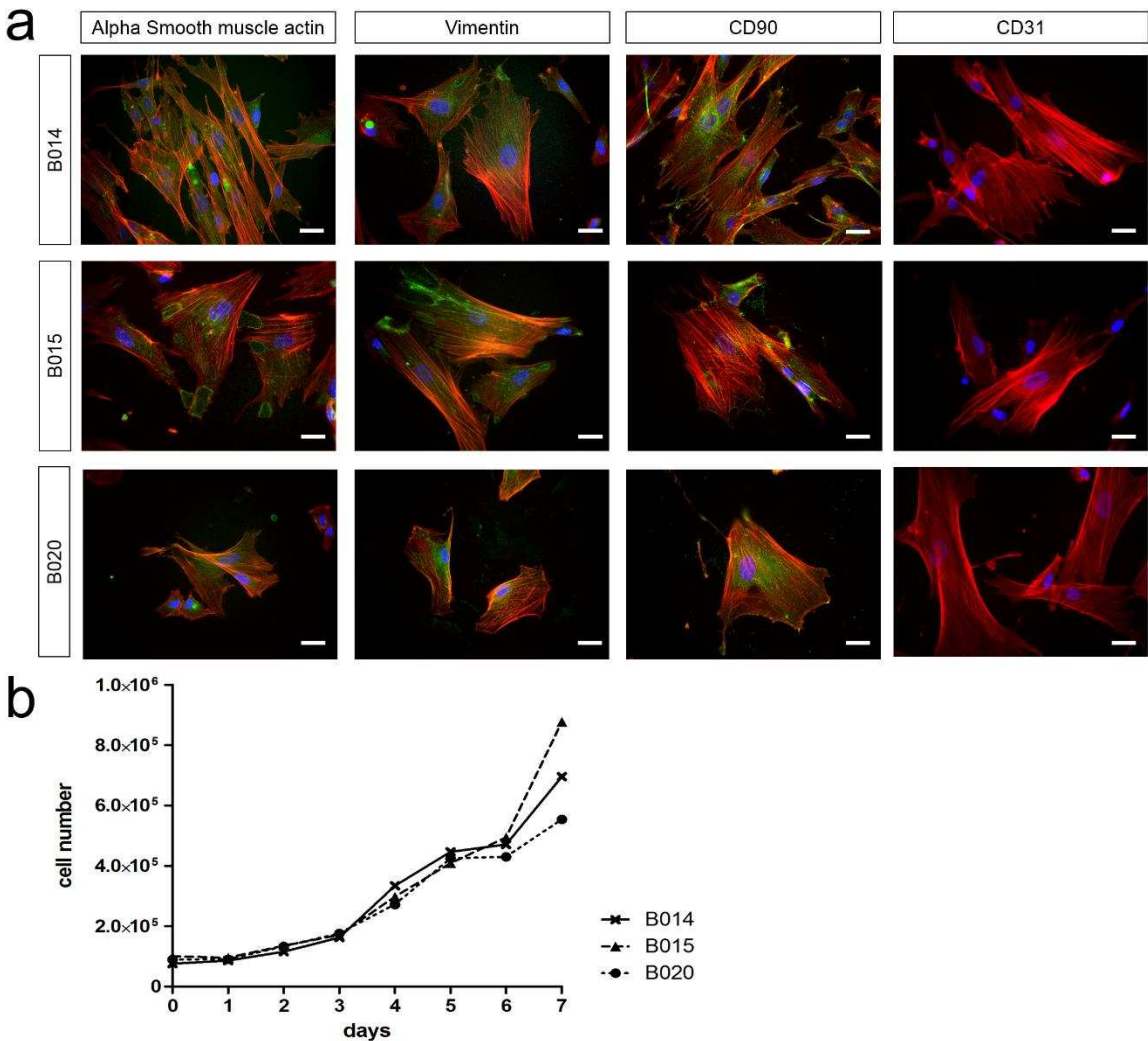 a
Alpha Smooth muscle actin
Vimentin
CD90
CD31
B014
B015
B020
b
1.0×10⁶
8.0×10⁵
6.0×10⁵
4.0×10⁵
2.0×10⁵
0
cell number
0 1 2 3 4 5 6 7
days
B014
B015
B020